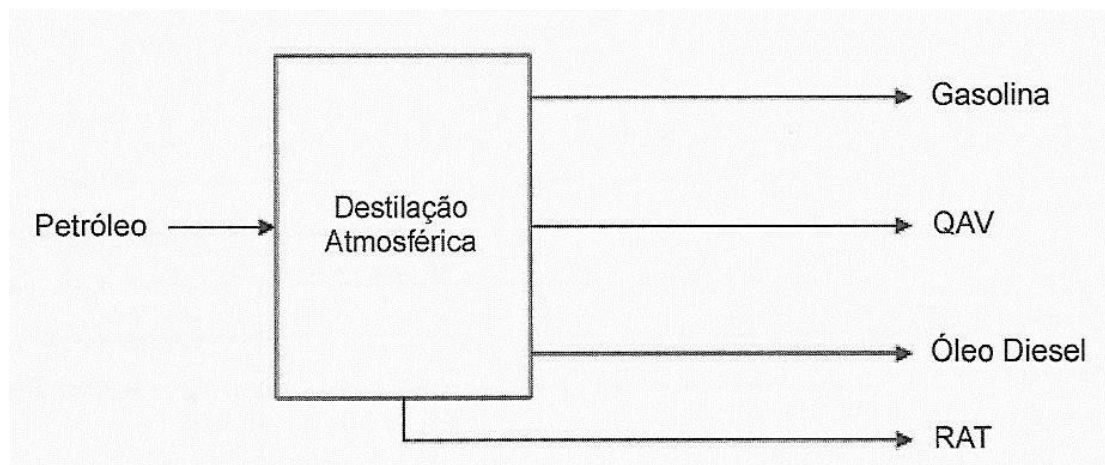 Gasolina
Petróleo
Destilação
Atmosférica
QAV
Óleo Diesel
RAT